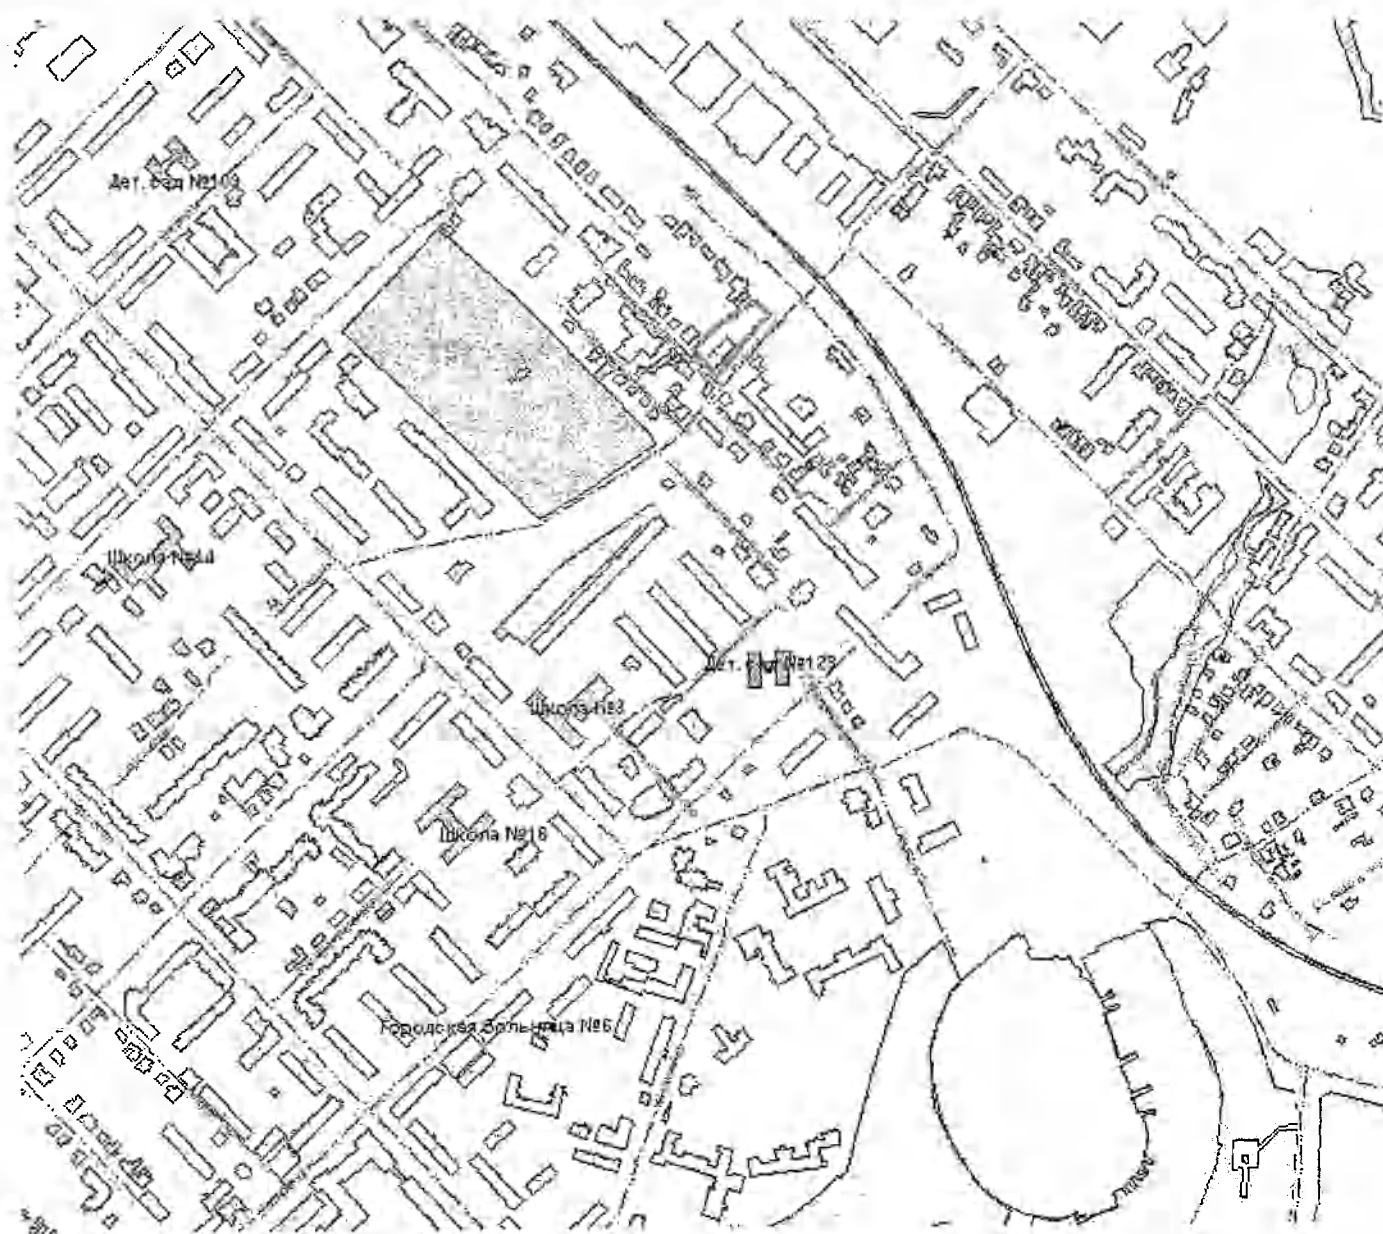 Дет. сад №109
Школа №44
Дет. сад №123
Школа №3
Школа №16
Городская больница №6